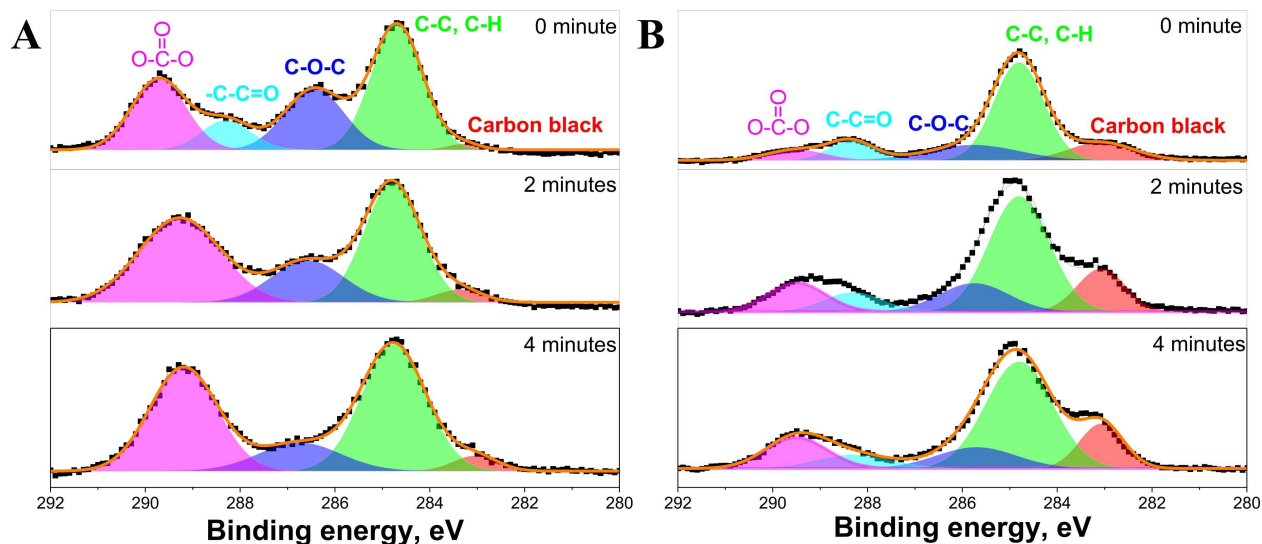 A
0 minute
C-C, C-H
O
O-C-O
C-O-C
-C-C=O
Carbon black
2 minutes
4 minutes
292 290 288 286 284 282 280
Binding energy, eV
B
0 minute
C-C, C-H
O
O-C-O
C-C=O
C-O-C
Carbon black
2 minutes
4 minutes
292 290 288 286 284 282 280
Binding energy, eV